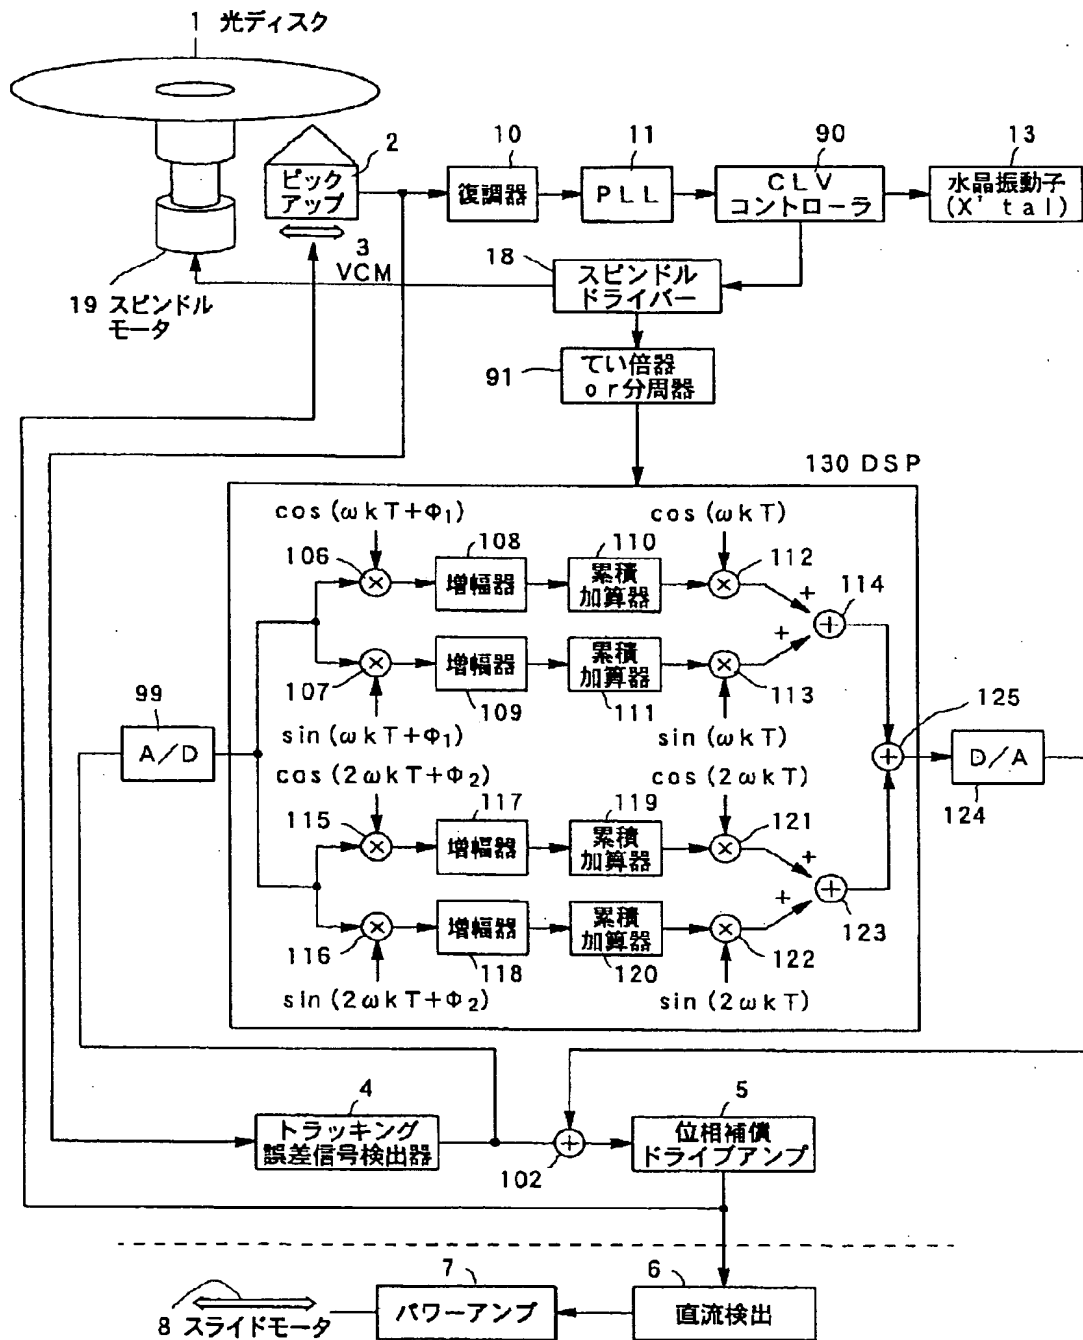 1 光ディスク
2
ピック
アップ
3
VCM
19 スピンドル
モータ
10
復調器
11
PLL
90
CLV
コントローラ
13
水晶振動子
(X'tal)
18
スピンドル
ドライバー
91
てい倍器
or分周器
130 DSP
cos(ωkT+Φ1)
cos(ωkT)
106
108
増幅器
110
累積
加算器
112
+
114
107
109
増幅器
111
累積
加算器
113
+
sin(ωkT+Φ1)
sin(ωkT)
99
A/D
125
D/A
124
cos(2ωkT+Φ2)
cos(2ωkT)
115
117
増幅器
119
累積
加算器
121
+
123
116
118
増幅器
120
累積
加算器
122
+
sin(2ωkT+Φ2)
sin(2ωkT)
4
トラッキング
誤差信号検出器
102
5
位相補償
ドライブアンプ
6
直流検出
7
パワーアンプ
8 スライドモータ